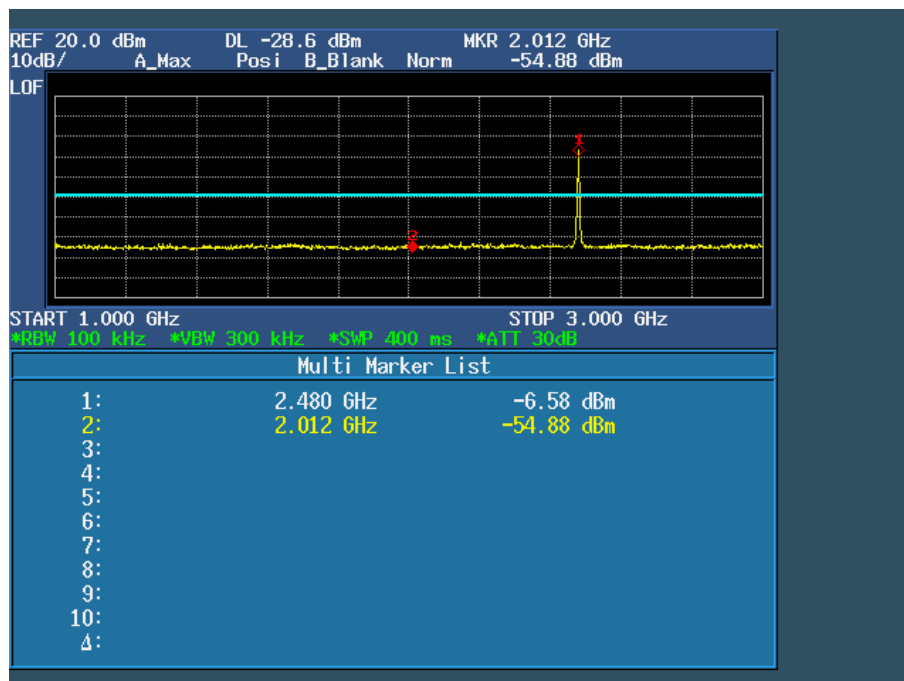 REF 20.0 dBm DL -28.6 dBm MKR 2.012 GHz
10dB/ A_Max Posi B_Blank Norm -54.88 dBm
LOF
1
2
START 1.000 GHz STOP 3.000 GHz
*RBW 100 kHz *VBW 300 kHz *SWP 400 ms *ATT 30dB
Multi Marker List
1: 2.480 GHz -6.58 dBm
2: 2.012 GHz -54.88 dBm
3:
4:
5:
6:
7:
8:
9:
10:
Δ: